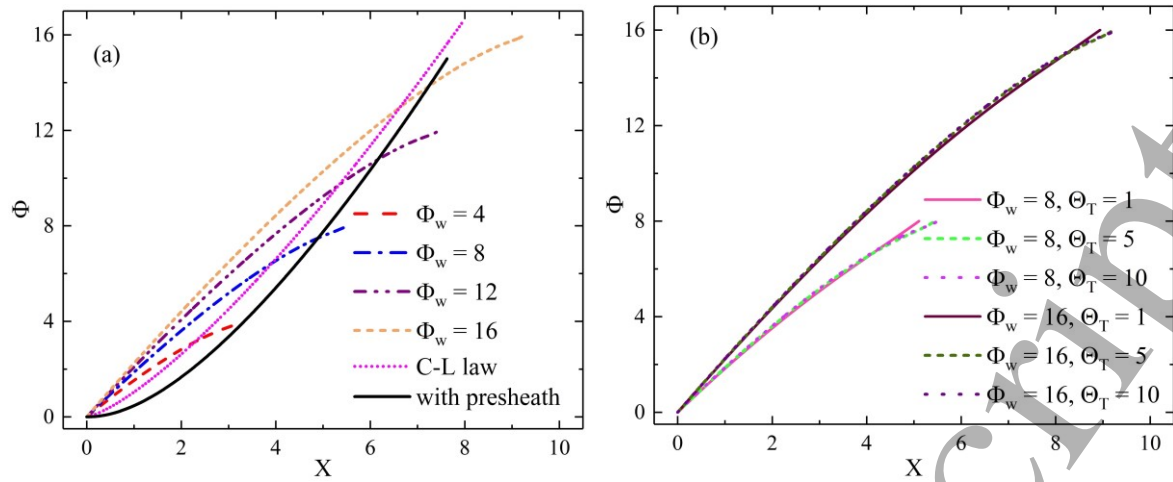 (a)
16
12
8
4
0
Φ
0 2 4 6 8 10
X
Φw = 4
Φw = 8
Φw = 12
Φw = 16
C-L law
with presheath
(b)
16
12
8
4
0
Φ
0 2 4 6 8 10
X
Φw = 8, ΘT = 1
Φw = 8, ΘT = 5
Φw = 8, ΘT = 10
Φw = 16, ΘT = 1
Φw = 16, ΘT = 5
Φw = 16, ΘT = 10
cript